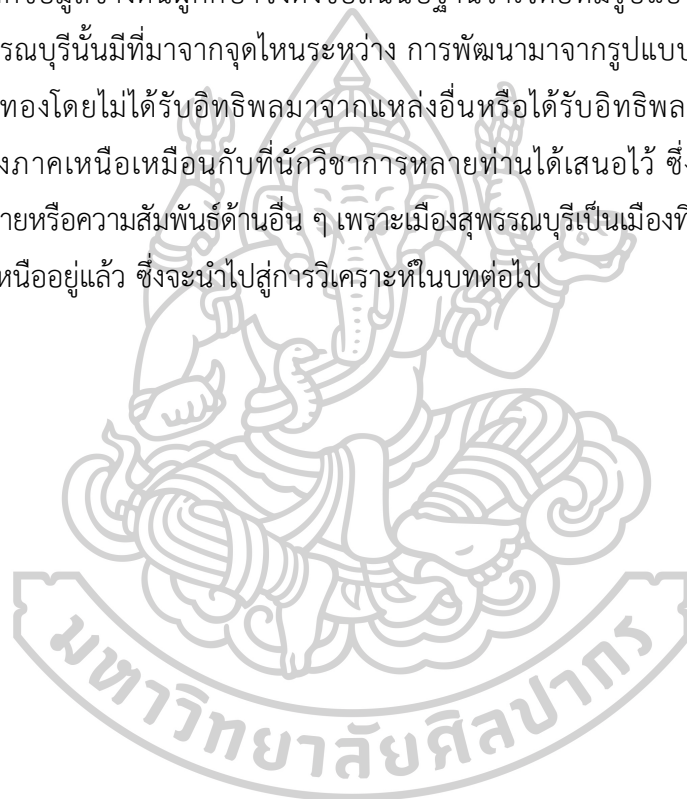 รณบุรีนั้นมีที่มาจากจุดไหนระหว่าง การพัฒนามาจากรูปแบบ
ทองโดยไม่ได้รับอิทธิพลมาจากแหล่งอื่นหรือได้รับอิทธิพล
งภาคเหนือเหมือนกับที่นักวิชาการหลายท่านได้เสนอไว้ ซึ่ง
ายหรือความสัมพันธ์ด้านอื่น ๆ เพราะเมืองสุพรรณบุรีเป็นเมืองที
หนืออยู่แล้ว ซึ่งจะนำไปสู่การวิเคราะห์ในบทต่อไป
มหาวิทยาลัยศิลปากร